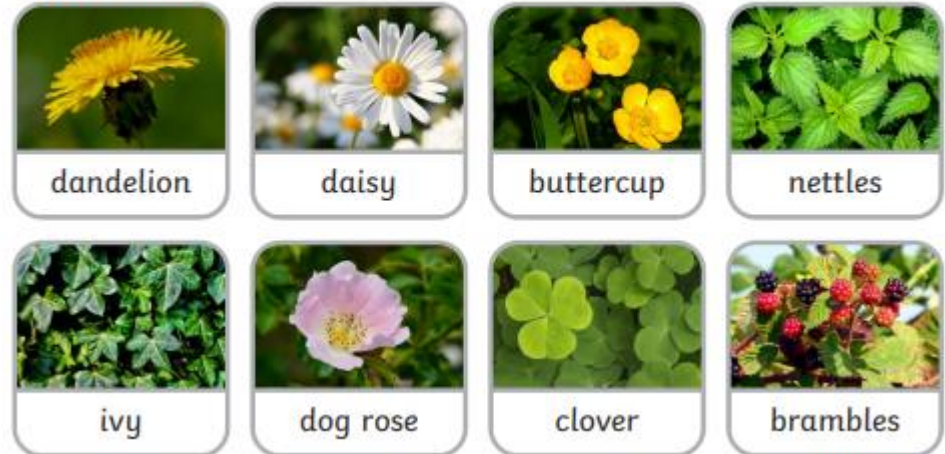 dandelion daisy buttercup nettles
ivy dog rose clover brambles